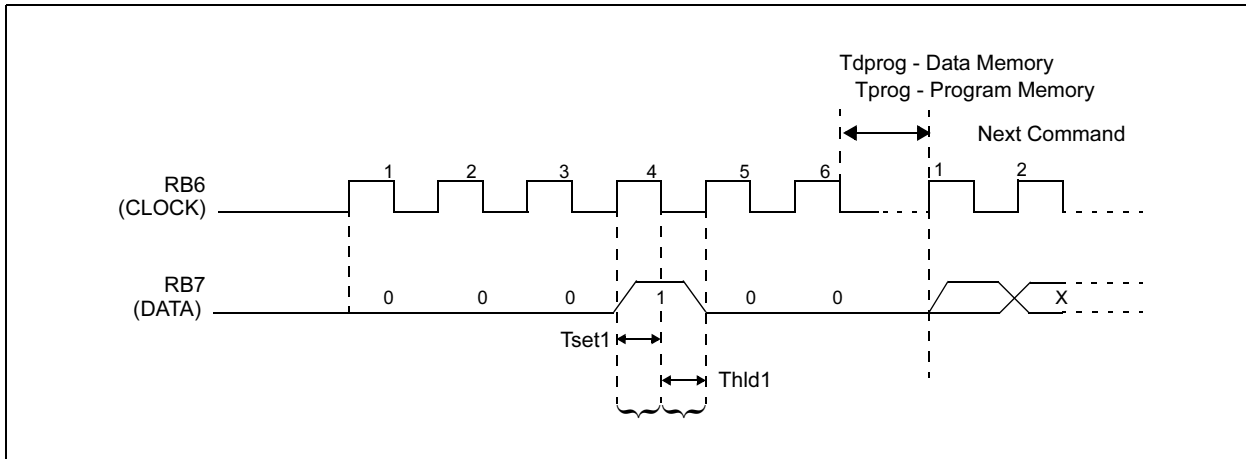 Tdprog - Data Memory
Tprog - Program Memory
Next Command
1 2 3 4 5 6 1 2
RB6
(CLOCK)
RB7
(DATA)
0 0 0 1 0 0 X
Tset1
Thld1